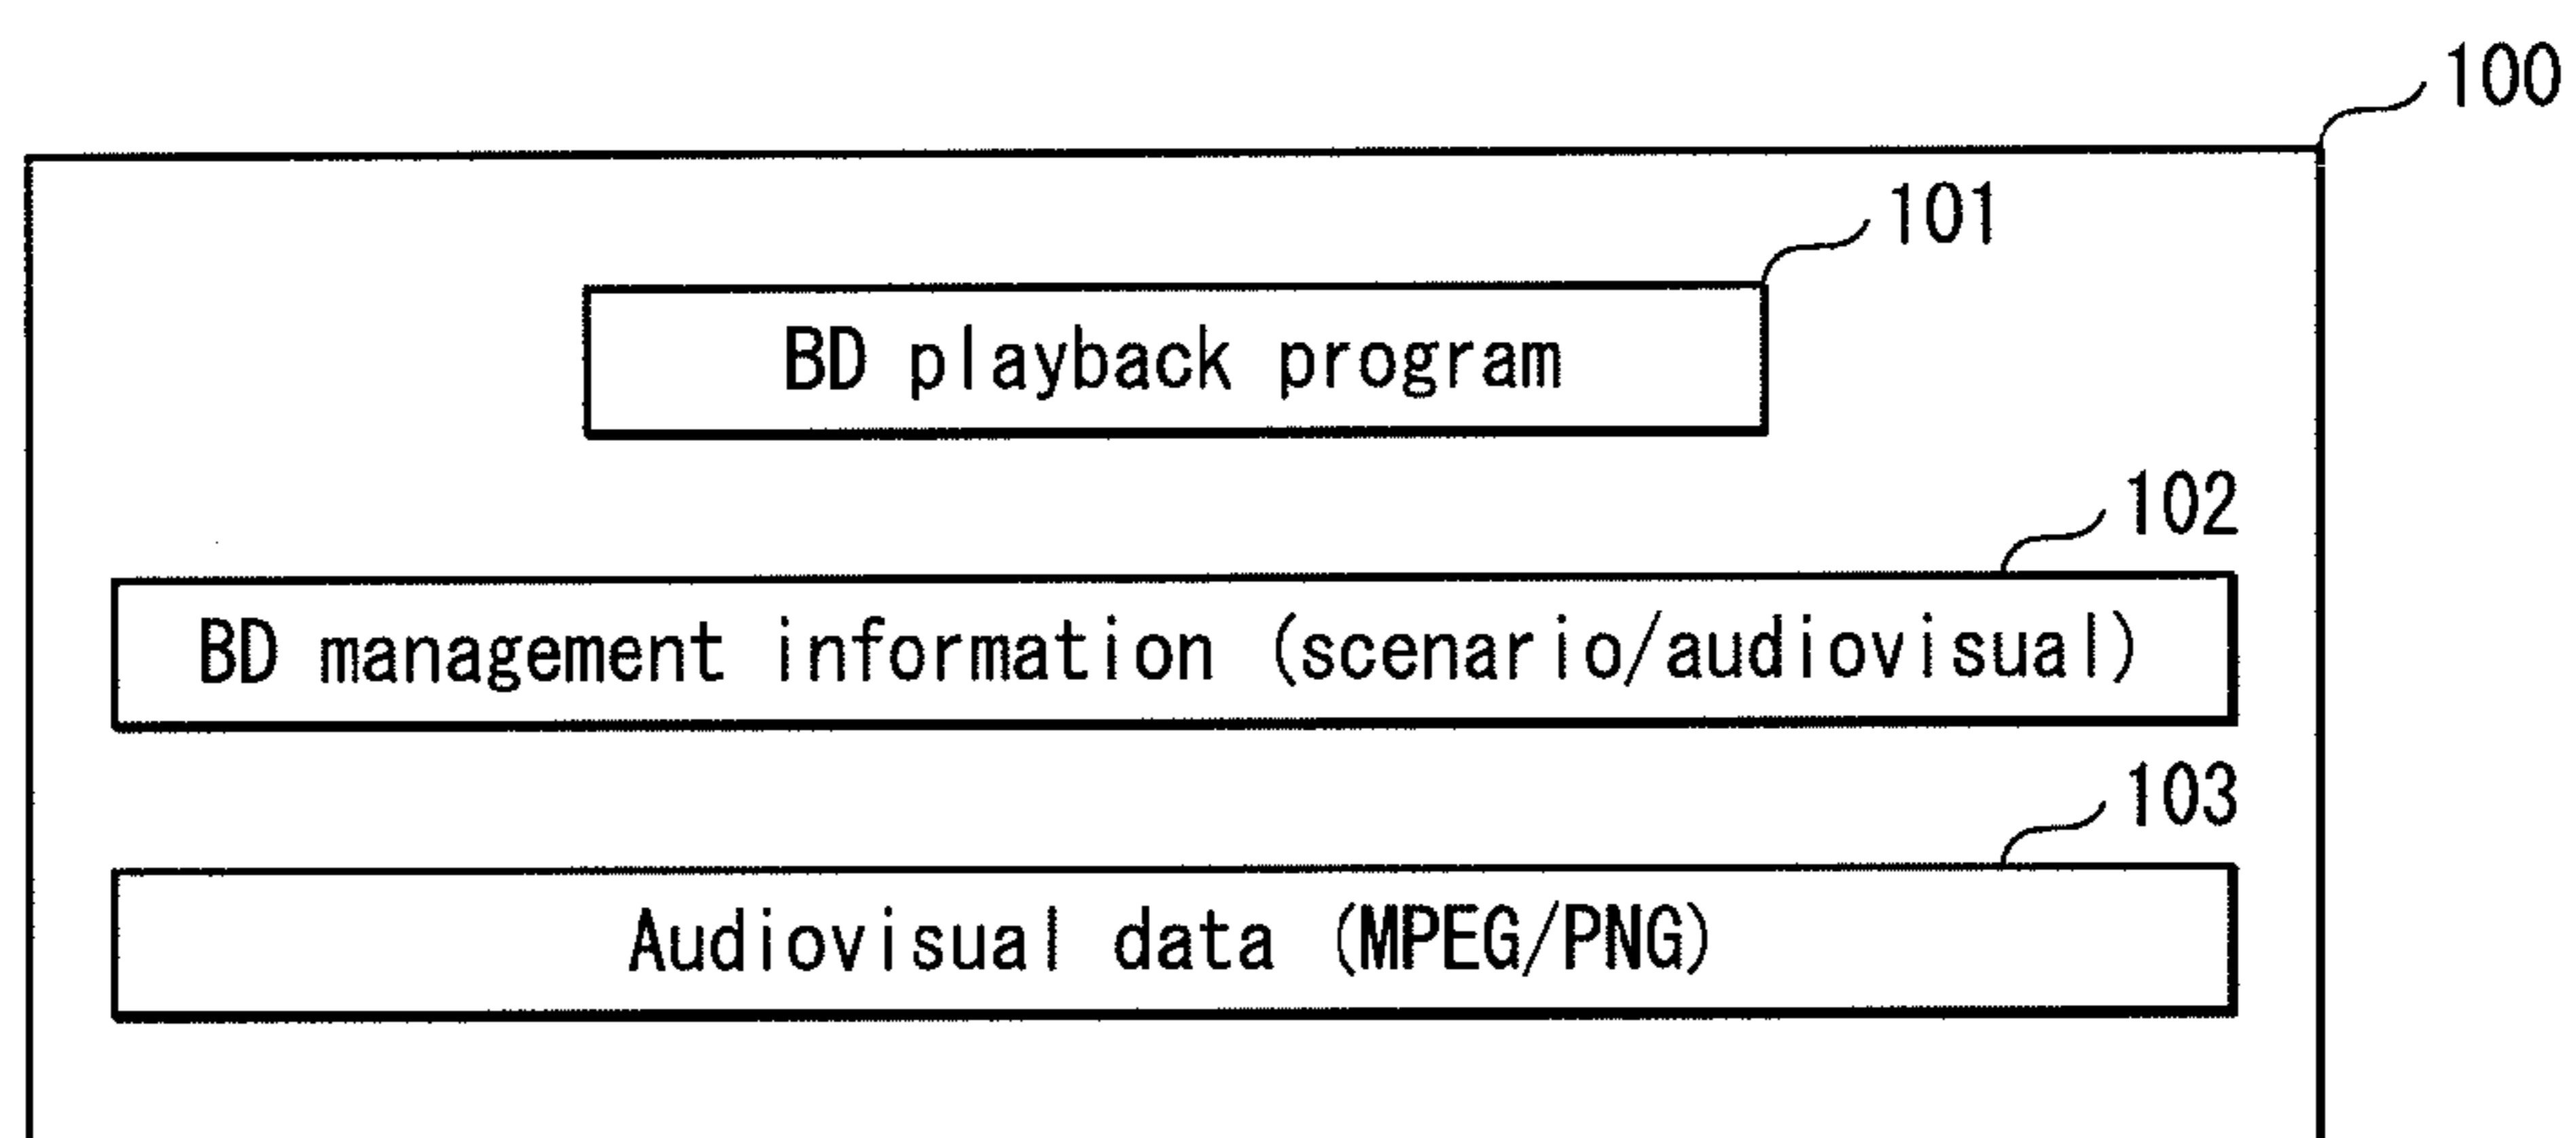 100
101
BD playback program
102
BD management information (scenario/audiovisual)
103
Audiovisual data (MPEG/PNG)